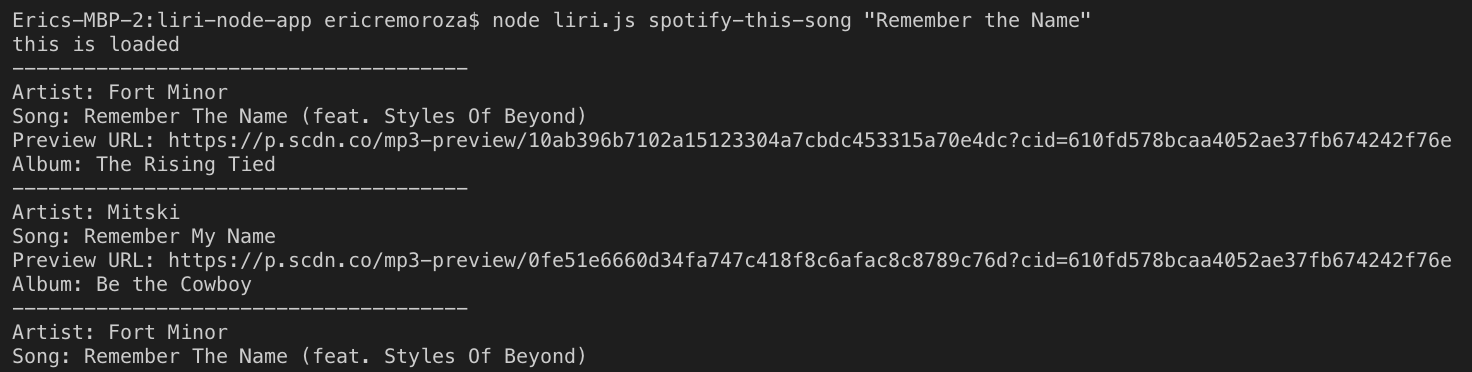 Erics-MBP-2:liri-node-app ericremoroza$ node liri.js spotify-this-song "Remember the Name"
this is loaded
--------------------------------------
Artist: Fort Minor
Song: Remember The Name (feat. Styles Of Beyond)
Preview URL: https://p.scdn.co/mp3-preview/10ab396b7102a15123304a7cbdc453315a70e4dc?cid=610fd578bcaa4052ae37fb674242f76e
Album: The Rising Tied
--------------------------------------
Artist: Mitski
Song: Remember My Name
Preview URL: https://p.scdn.co/mp3-preview/0fe51e6660d34fa747c418f8c6afac8c8789c76d?cid=610fd578bcaa4052ae37fb674242f76e
Album: Be the Cowboy
--------------------------------------
Artist: Fort Minor
Song: Remember The Name (feat. Styles Of Beyond)